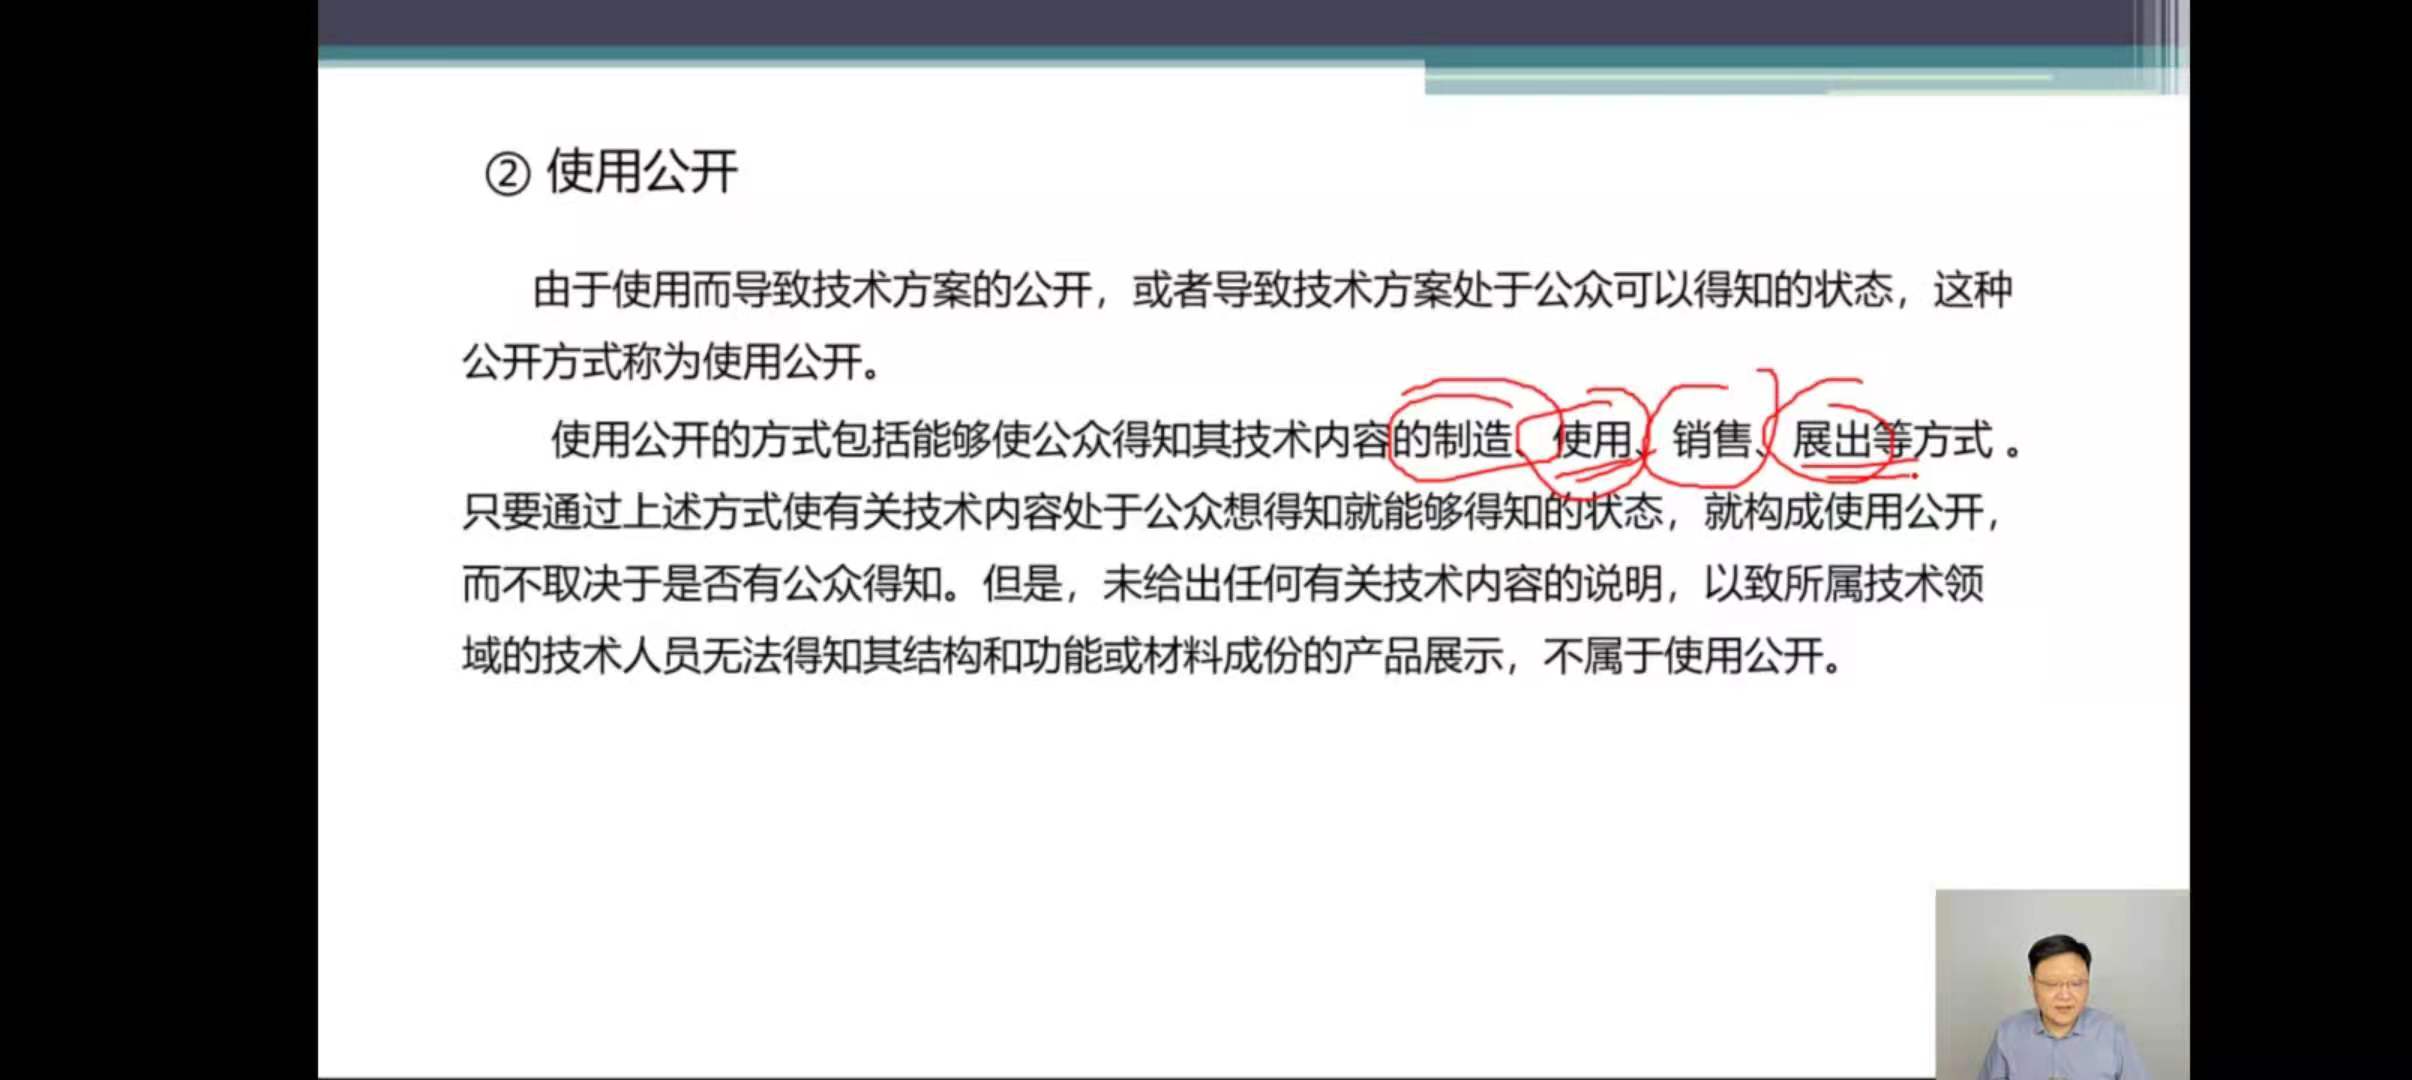 ② 使用公开
由于使用而导致技术方案的公开，或者导致技术方案处于公众可以得知的状态，这种
公开方式称为使用公开。
使用公开的方式包括能够使公众得知其技术内容的制造、使用、销售、展出等方式。
只要通过上述方式使有关技术内容处于公众想得知就能够得知的状态，就构成使用公开，
而不取决于是否有公众得知。但是，未给出任何有关技术内容的说明，以致所属技术领
域的技术人员无法得知其结构和功能或材料成份的产品展示，不属于使用公开。